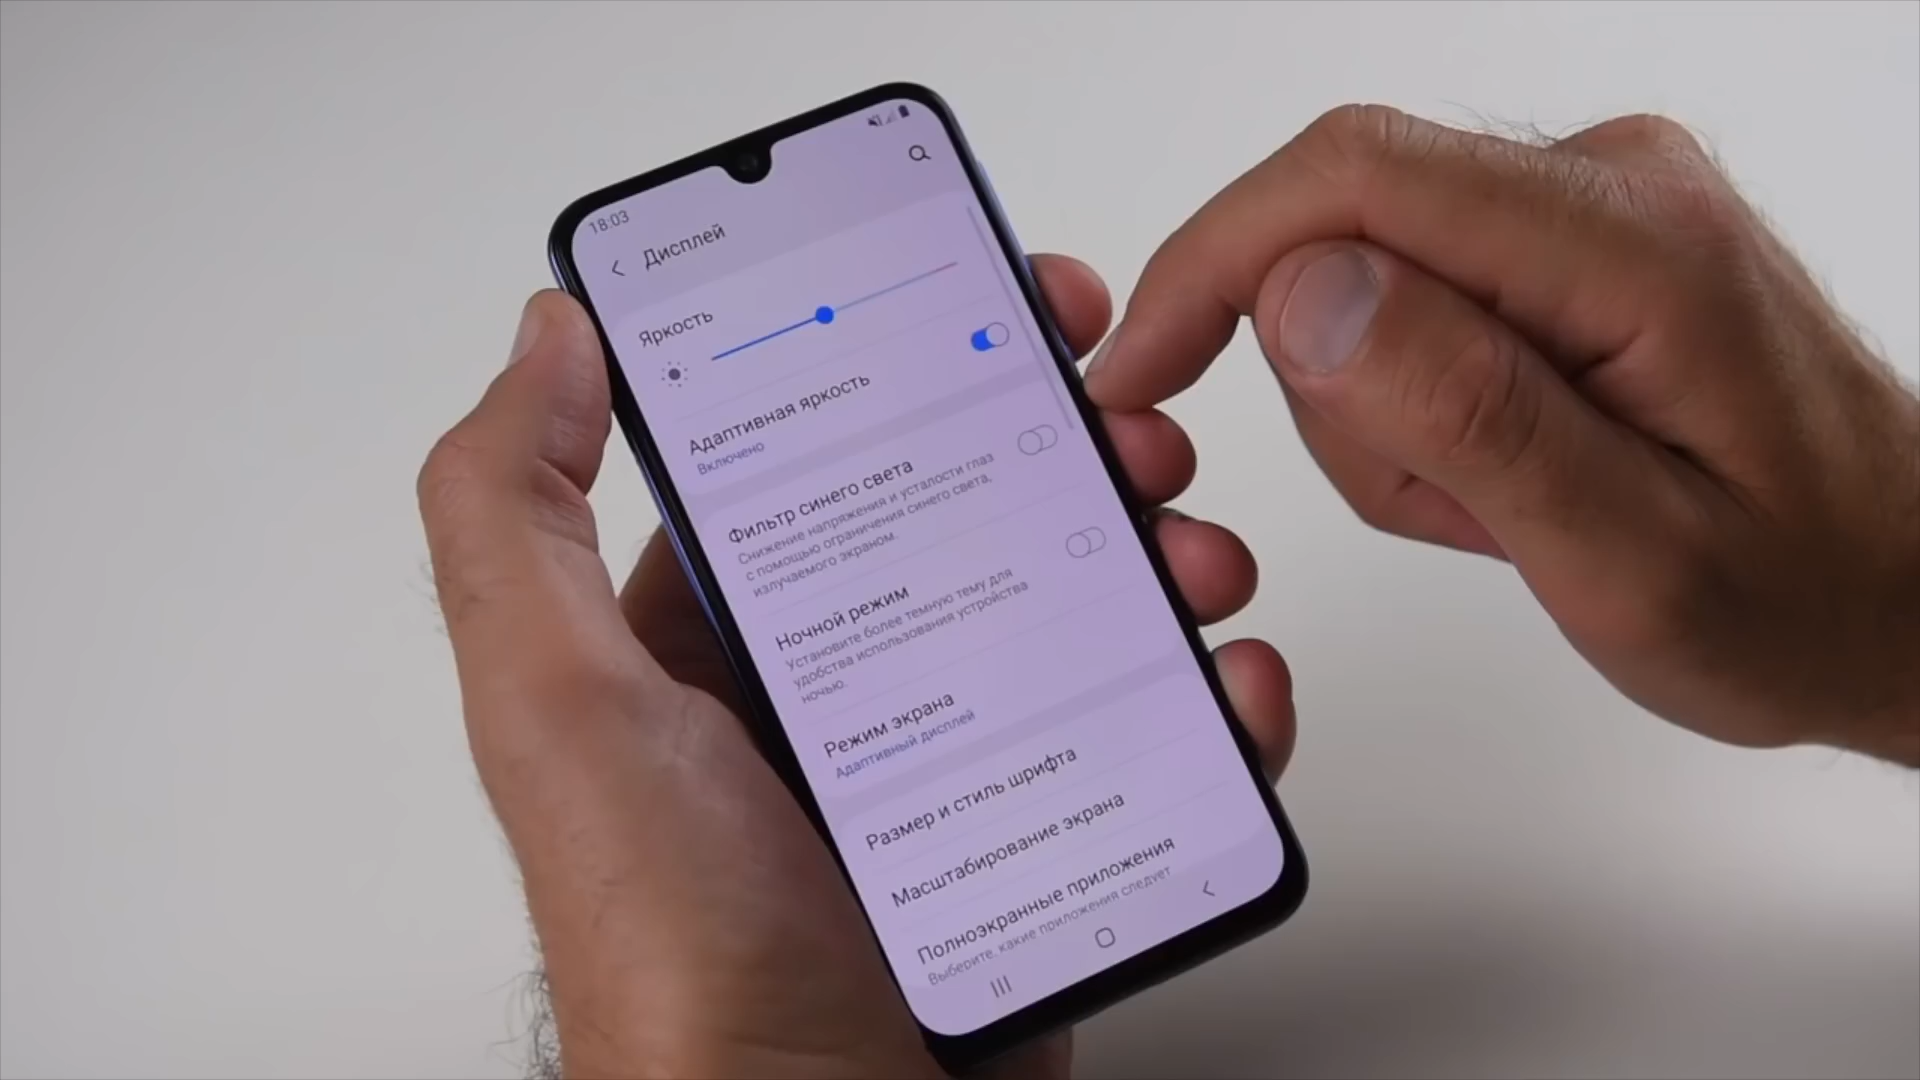 18:03
Дисплей
Яркость
Адаптивная яркость
Включено
Фильтр синего света
Снижение напряжения и усталости глаз
с помощью ограничения синего света,
излучаемого экраном.
Ночной режим
Установите более темную тему для
удобства использования устройства
ночью.
Режим экрана
Адаптивный дисплей
Размер и стиль шрифта
Масштабирование экрана
Полноэкранные приложения
Выберите, какие приложения следует